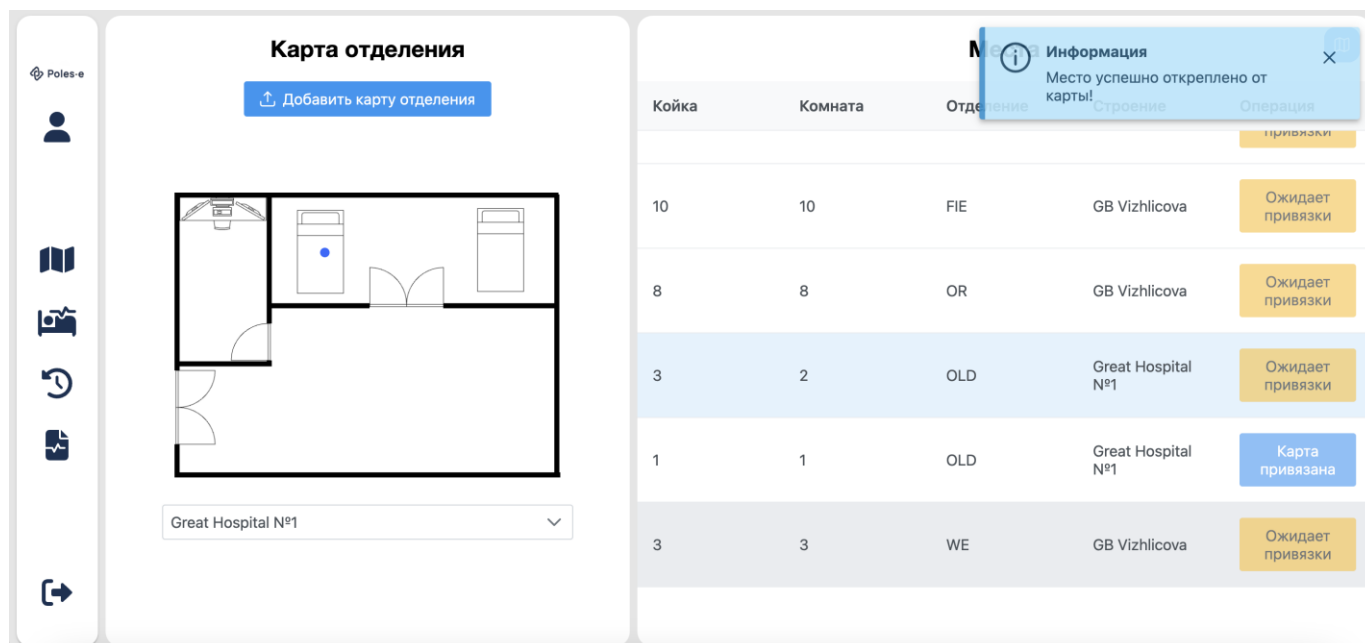 Poles-e
Карта отделения
Добавить карту отделения
Great Hospital №1
Места
Информация
Место успешно откреплено от
карты!
Койка Комната Отделение Строение Операция
привязки
10 10 FIE GB Vizhlicova Ожидает
привязки
8 8 OR GB Vizhlicova Ожидает
привязки
3 2 OLD Great Hospital
№1 Ожидает
привязки
1 1 OLD Great Hospital
№1 Карта
привязана
3 3 WE GB Vizhlicova Ожидает
привязки